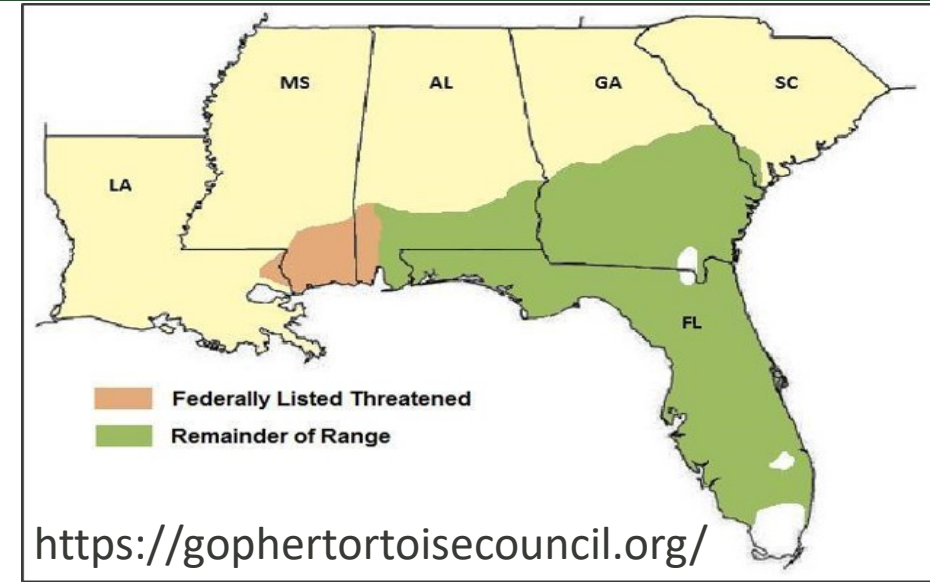 MS
AL
GA
SC
LA
FL
Federally Listed Threatened
Remainder of Range
https://gophertortoisecouncil.org/